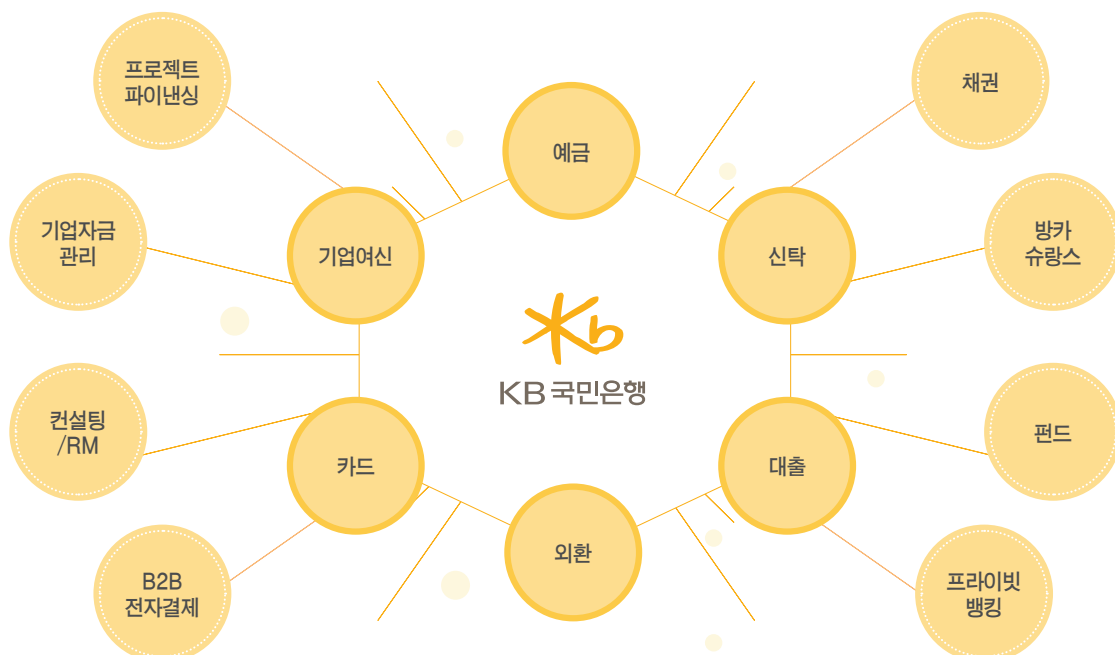 프로젝트
파이낸싱
채권
예금
기업자금
관리
기업여신
신탁
방카
슈랑스
Kb
KB 국민은행
컨설팅
/RM
카드
대출
펀드
외환
B2B
전자결제
프라이빗
뱅킹